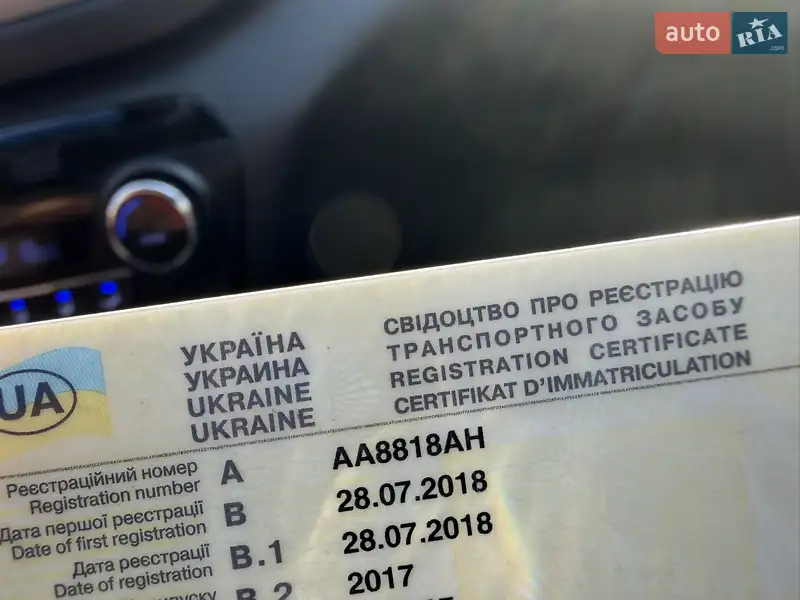 auto RIA
.com
УКРАЇНА
УКРАИНА
UKRAINE
UKRAINE
СВІДОЦТВО ПРО РЕЄСТРАЦІЮ
ТРАНСПОРТНОГО ЗАСОБУ
REGISTRATION CERTIFICATE
CERTIFIKAT D'IMMATRICULATION
UA
Реєстраційний номер A AA8818AH
Registration number
Дата першої реєстрації B 28.07.2018
Date of first registration
Дата реєстрації B.1 28.07.2018
Date of registration
B.2 2017